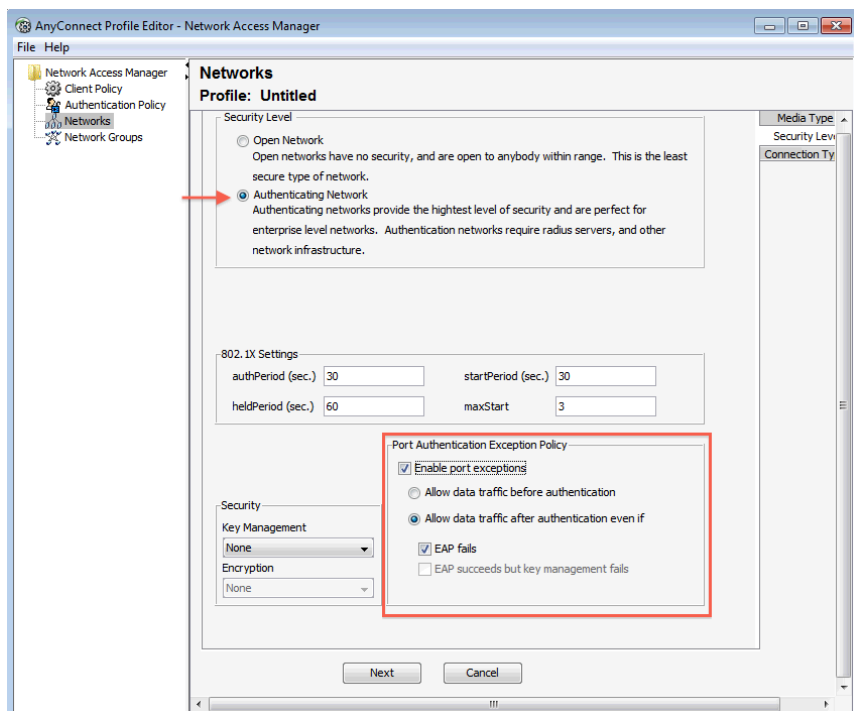 AnyConnect Profile Editor - Network Access Manager
File Help
Network Access Manager
Client Policy
Authentication Policy
Networks
Network Groups
Networks
Profile: Untitled
Media Type
Security Leve
Connection Ty
Security Level
Open Network
Open networks have no security, and are open to anybody within range. This is the least
secure type of network.
Authenticating Network
Authenticating networks provide the hightest level of security and are perfect for
enterprise level networks. Authentication networks require radius servers, and other
network infrastructure.
802.1X Settings
authPeriod (sec.) 30
startPeriod (sec.) 30
heldPeriod (sec.) 60
maxStart 3
Port Authentication Exception Policy
Enable port exceptions
Allow data traffic before authentication
Allow data traffic after authentication even if
EAP fails
EAP succeeds but key management fails
Security
Key Management
None
Encryption
None
Next
Cancel